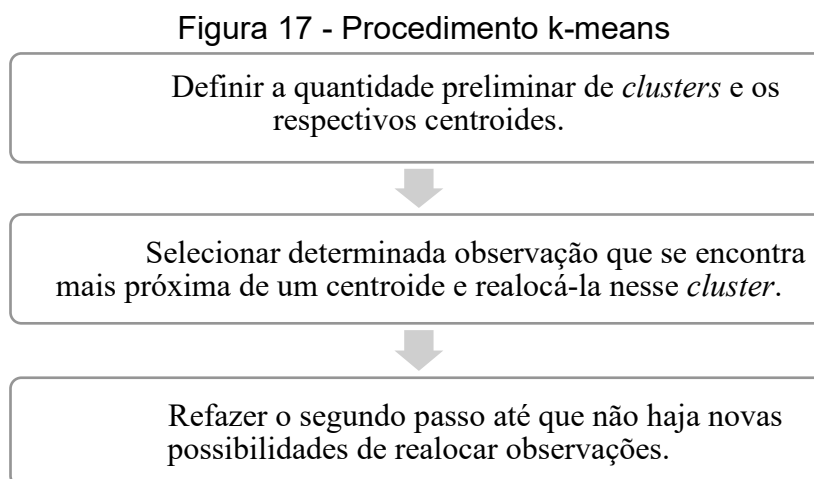 Figura 17 - Procedimento k-means
Definir a quantidade preliminar de clusters e os
respectivos centroides.
Selecionar determinada observação que se encontra
mais próxima de um centroide e realocá-la nesse cluster.
Refazer o segundo passo até que não haja novas
possibilidades de realocar observações.